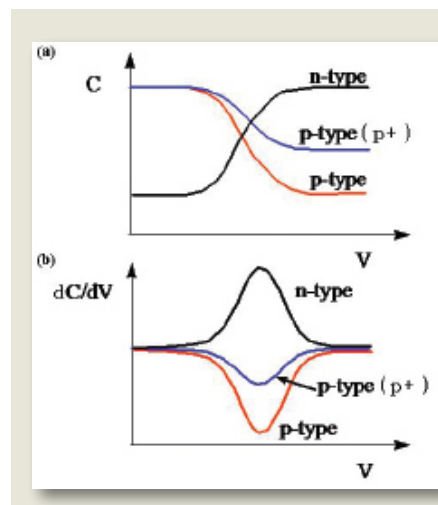 (a)
C
n-type
p-type (p+)
p-type
V
(b)
dC/dV
n-type
p-type (p+)
p-type
V